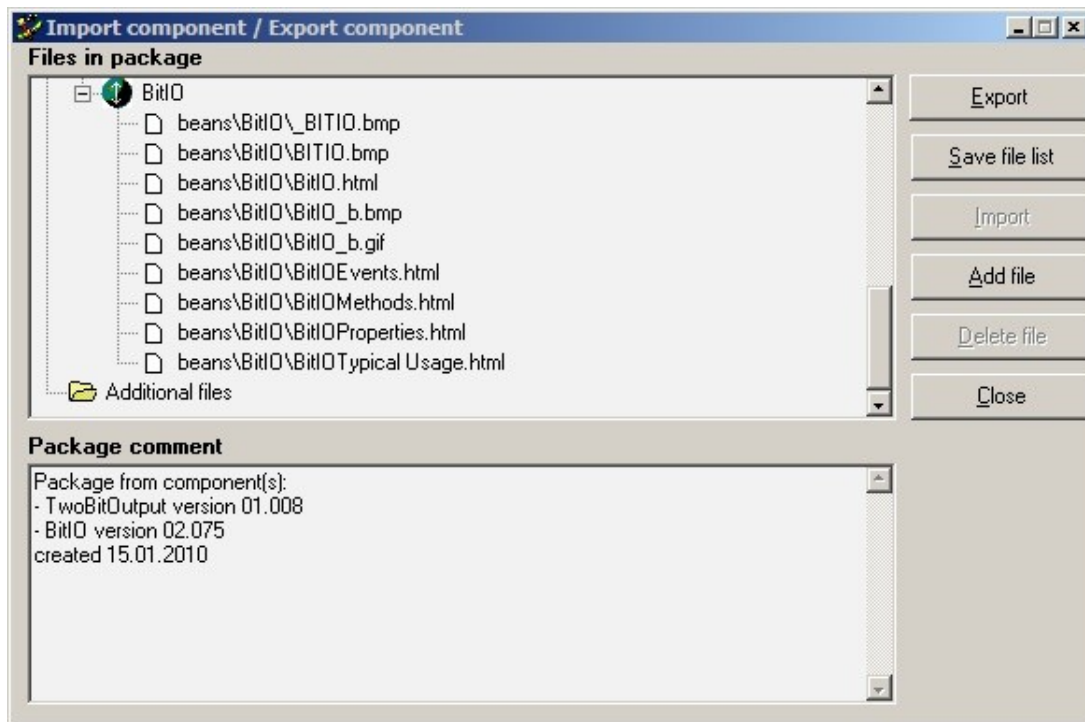 Import component / Export component
Files in package
BitIO
beans\BitIO\_BITIO.bmp
beans\BitIO\BITIO.bmp
beans\BitIO\BitIO.html
beans\BitIO\BitIO_b.bmp
beans\BitIO\BitIO_b.gif
beans\BitIO\BitIOEvents.html
beans\BitIO\BitIOMethods.html
beans\BitIO\BitIOProperties.html
beans\BitIO\BitIOTypical Usage.html
Additional files
Export
Save file list
Import
Add file
Delete file
Close
Package comment
Package from component(s):
- TwoBitOutput version 01.008
- BitIO version 02.075
created 15.01.2010